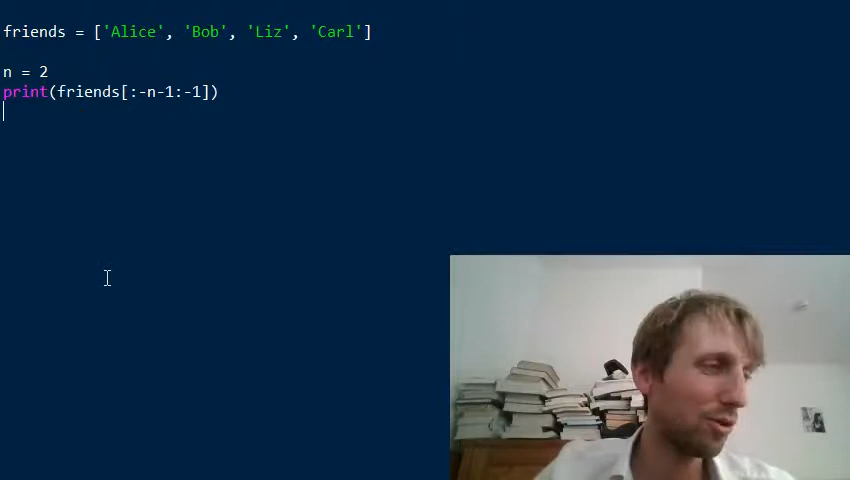 friends = ['Alice', 'Bob', 'Liz', 'Carl']
n = 2
print(friends[:-n-1:-1])